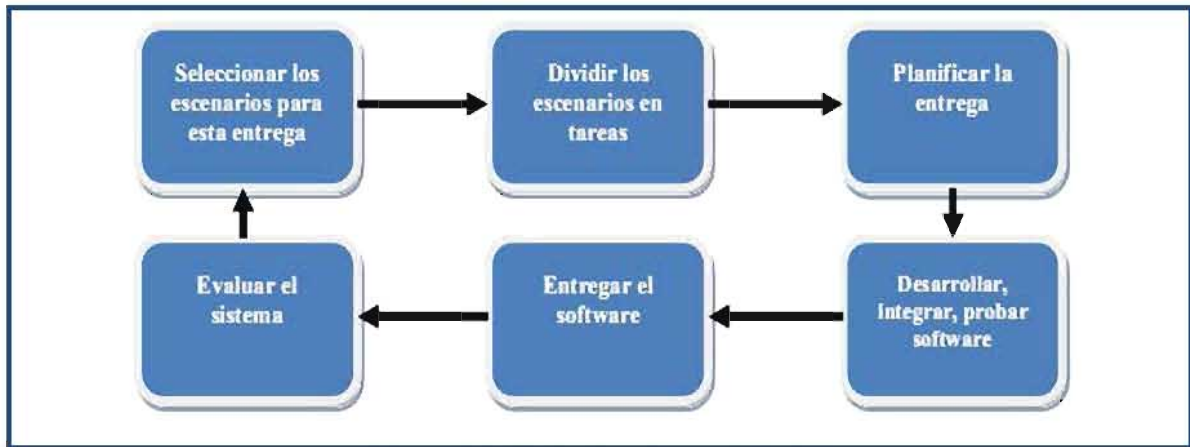 Seleccionar los
escenarios para
esta entrega
Dividir los
escenarios en
tareas
Planificar la
entrega
Evaluar el
sistema
Entregar el
software
Desarrollar,
integrar, probar
software